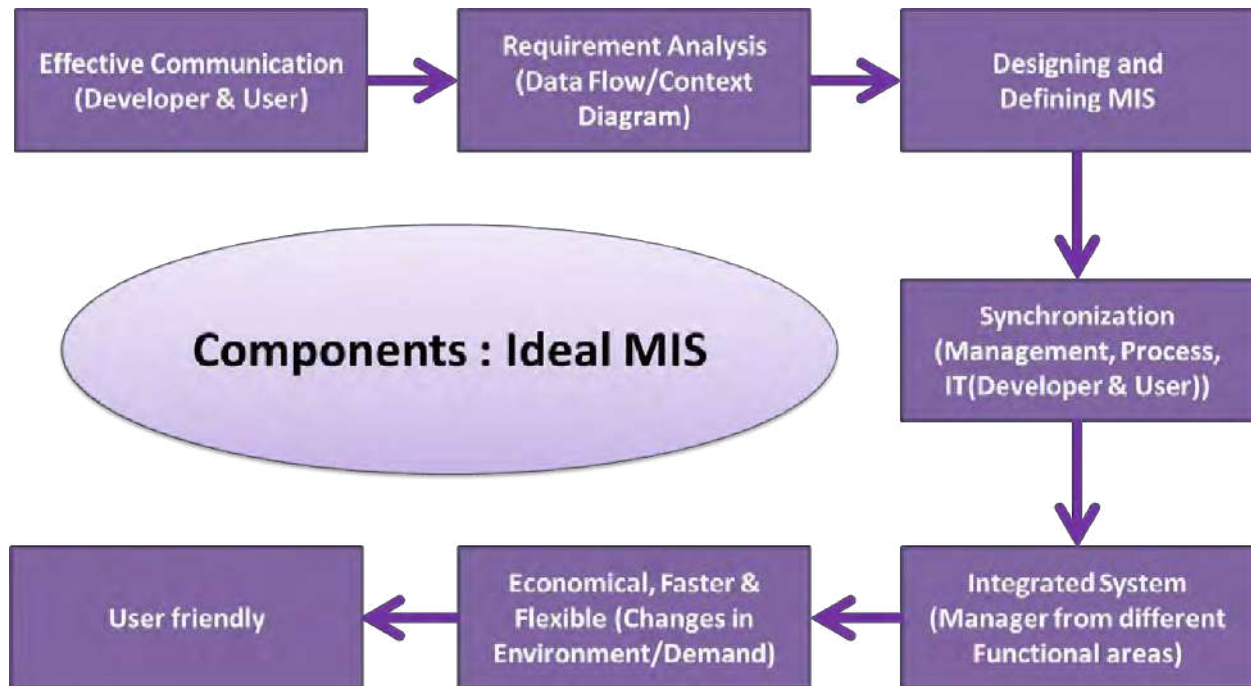 Effective Communication
(Developer & User)
Requirement Analysis
(Data Flow/Context
Diagram)
Designing and
Defining MIS
Components : Ideal MIS
Synchronization
(Management, Process,
IT(Developer & User))
Integrated System
(Manager from different
Functional areas)
Economical, Faster &
Flexible (Changes in
Environment/Demand)
User friendly